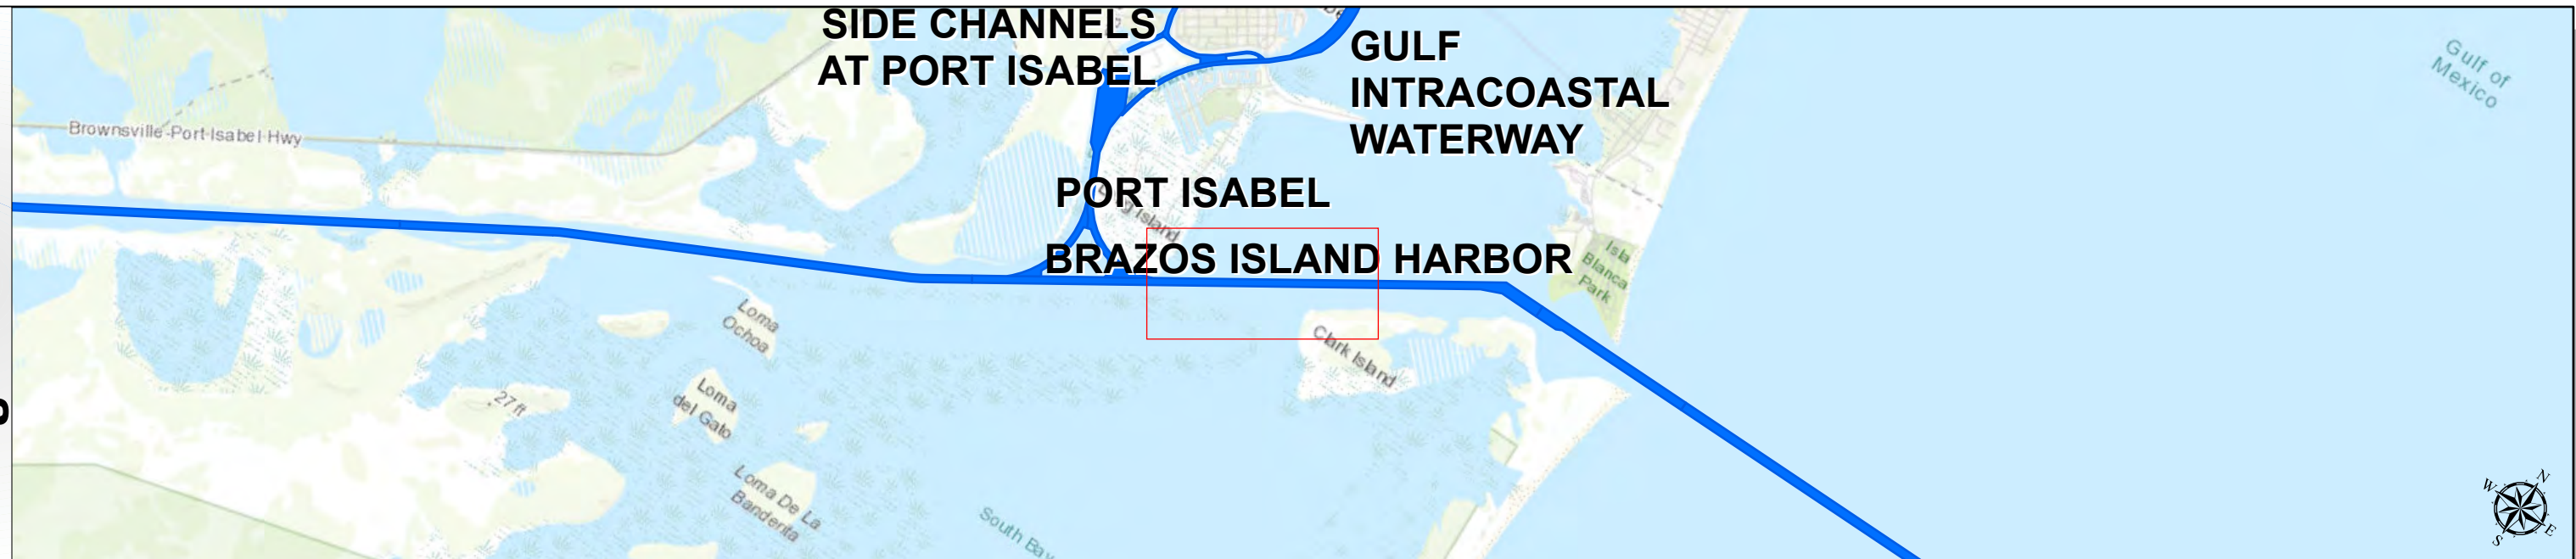 SIDE CHANNELS
AT PORT ISABEL
GULF
INTRACOASTAL
WATERWAY
Gulf of
Mexico
Brownsville-Port-Isabel-Hwy
PORT ISABEL
Island
BRAZOS ISLAND HARBOR
Isla
Blanca
Park
Loma
Ochoa
Clark Island
Loma
del Gato
27 ft
Loma De La
Banderita
South Bay
N
W
E
S